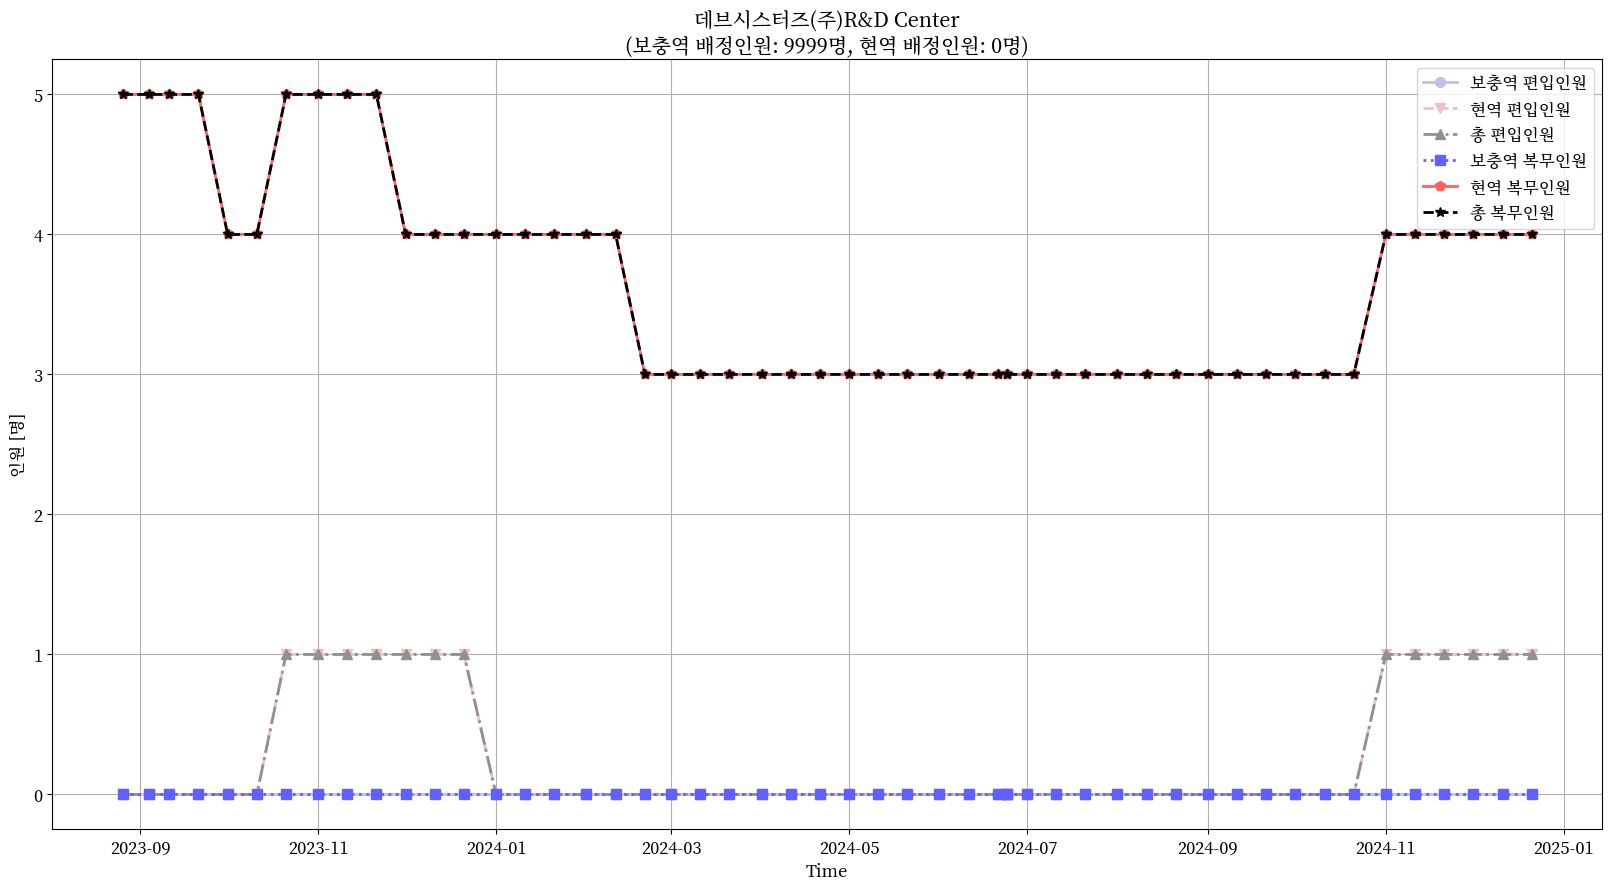 데브시스터즈(주)R&D Center
(보충역 배정인원: 9999명, 현역 배정인원: 0명)
보충역 편입인원
현역 편입인원
총 편입인원
보충역 복무인원
현역 복무인원
총 복무인원
인원 [명]
5
4
3
2
1
0
2023-09
2023-11
2024-01
2024-03
2024-05
2024-07
2024-09
2024-11
2025-01
Time